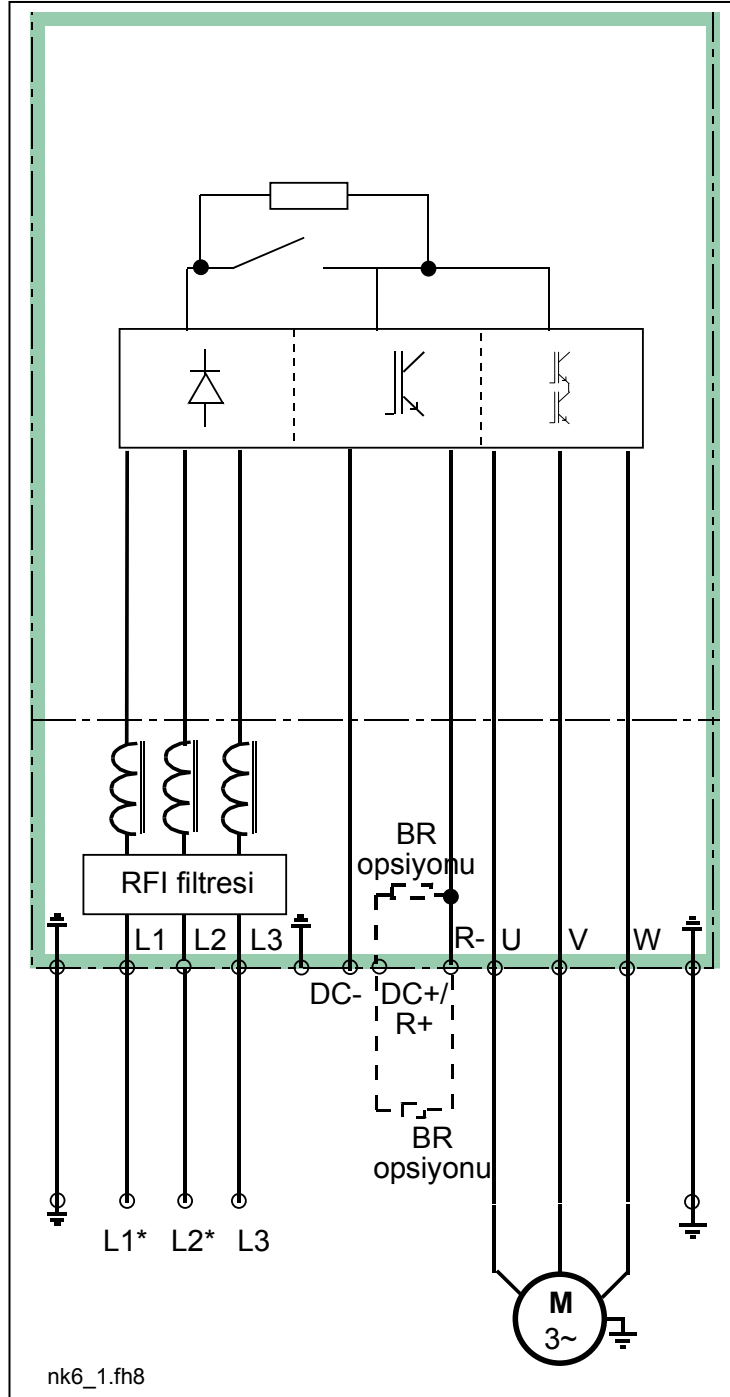 BR
opsiyonu
RFI filtresi
L1 L2 L3 R- U V W
DC- DC+/
R+
BR
opsiyonu
L1* L2* L3
M
3~
nk6_1.fh8